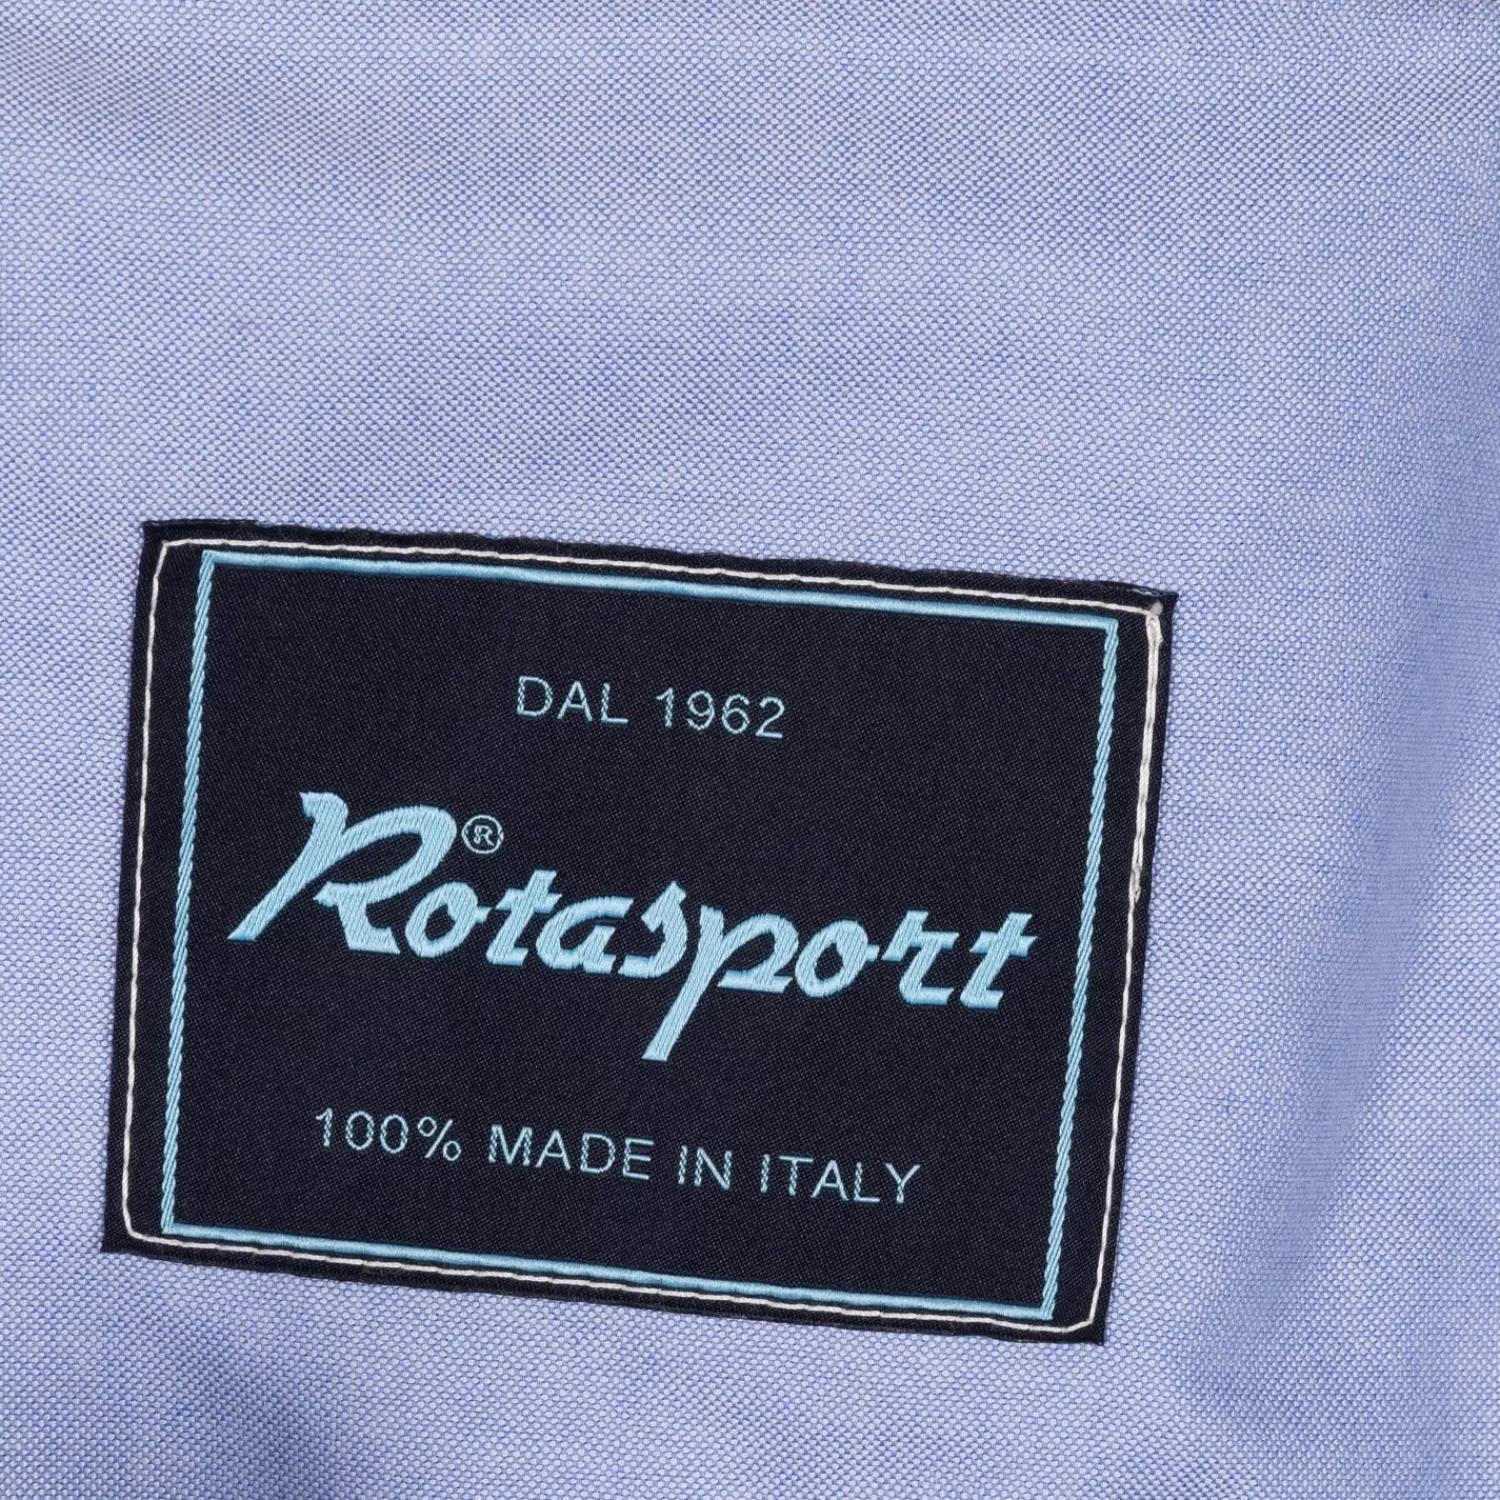 DAL 1962
Rotasport®
100% MADE IN ITALY